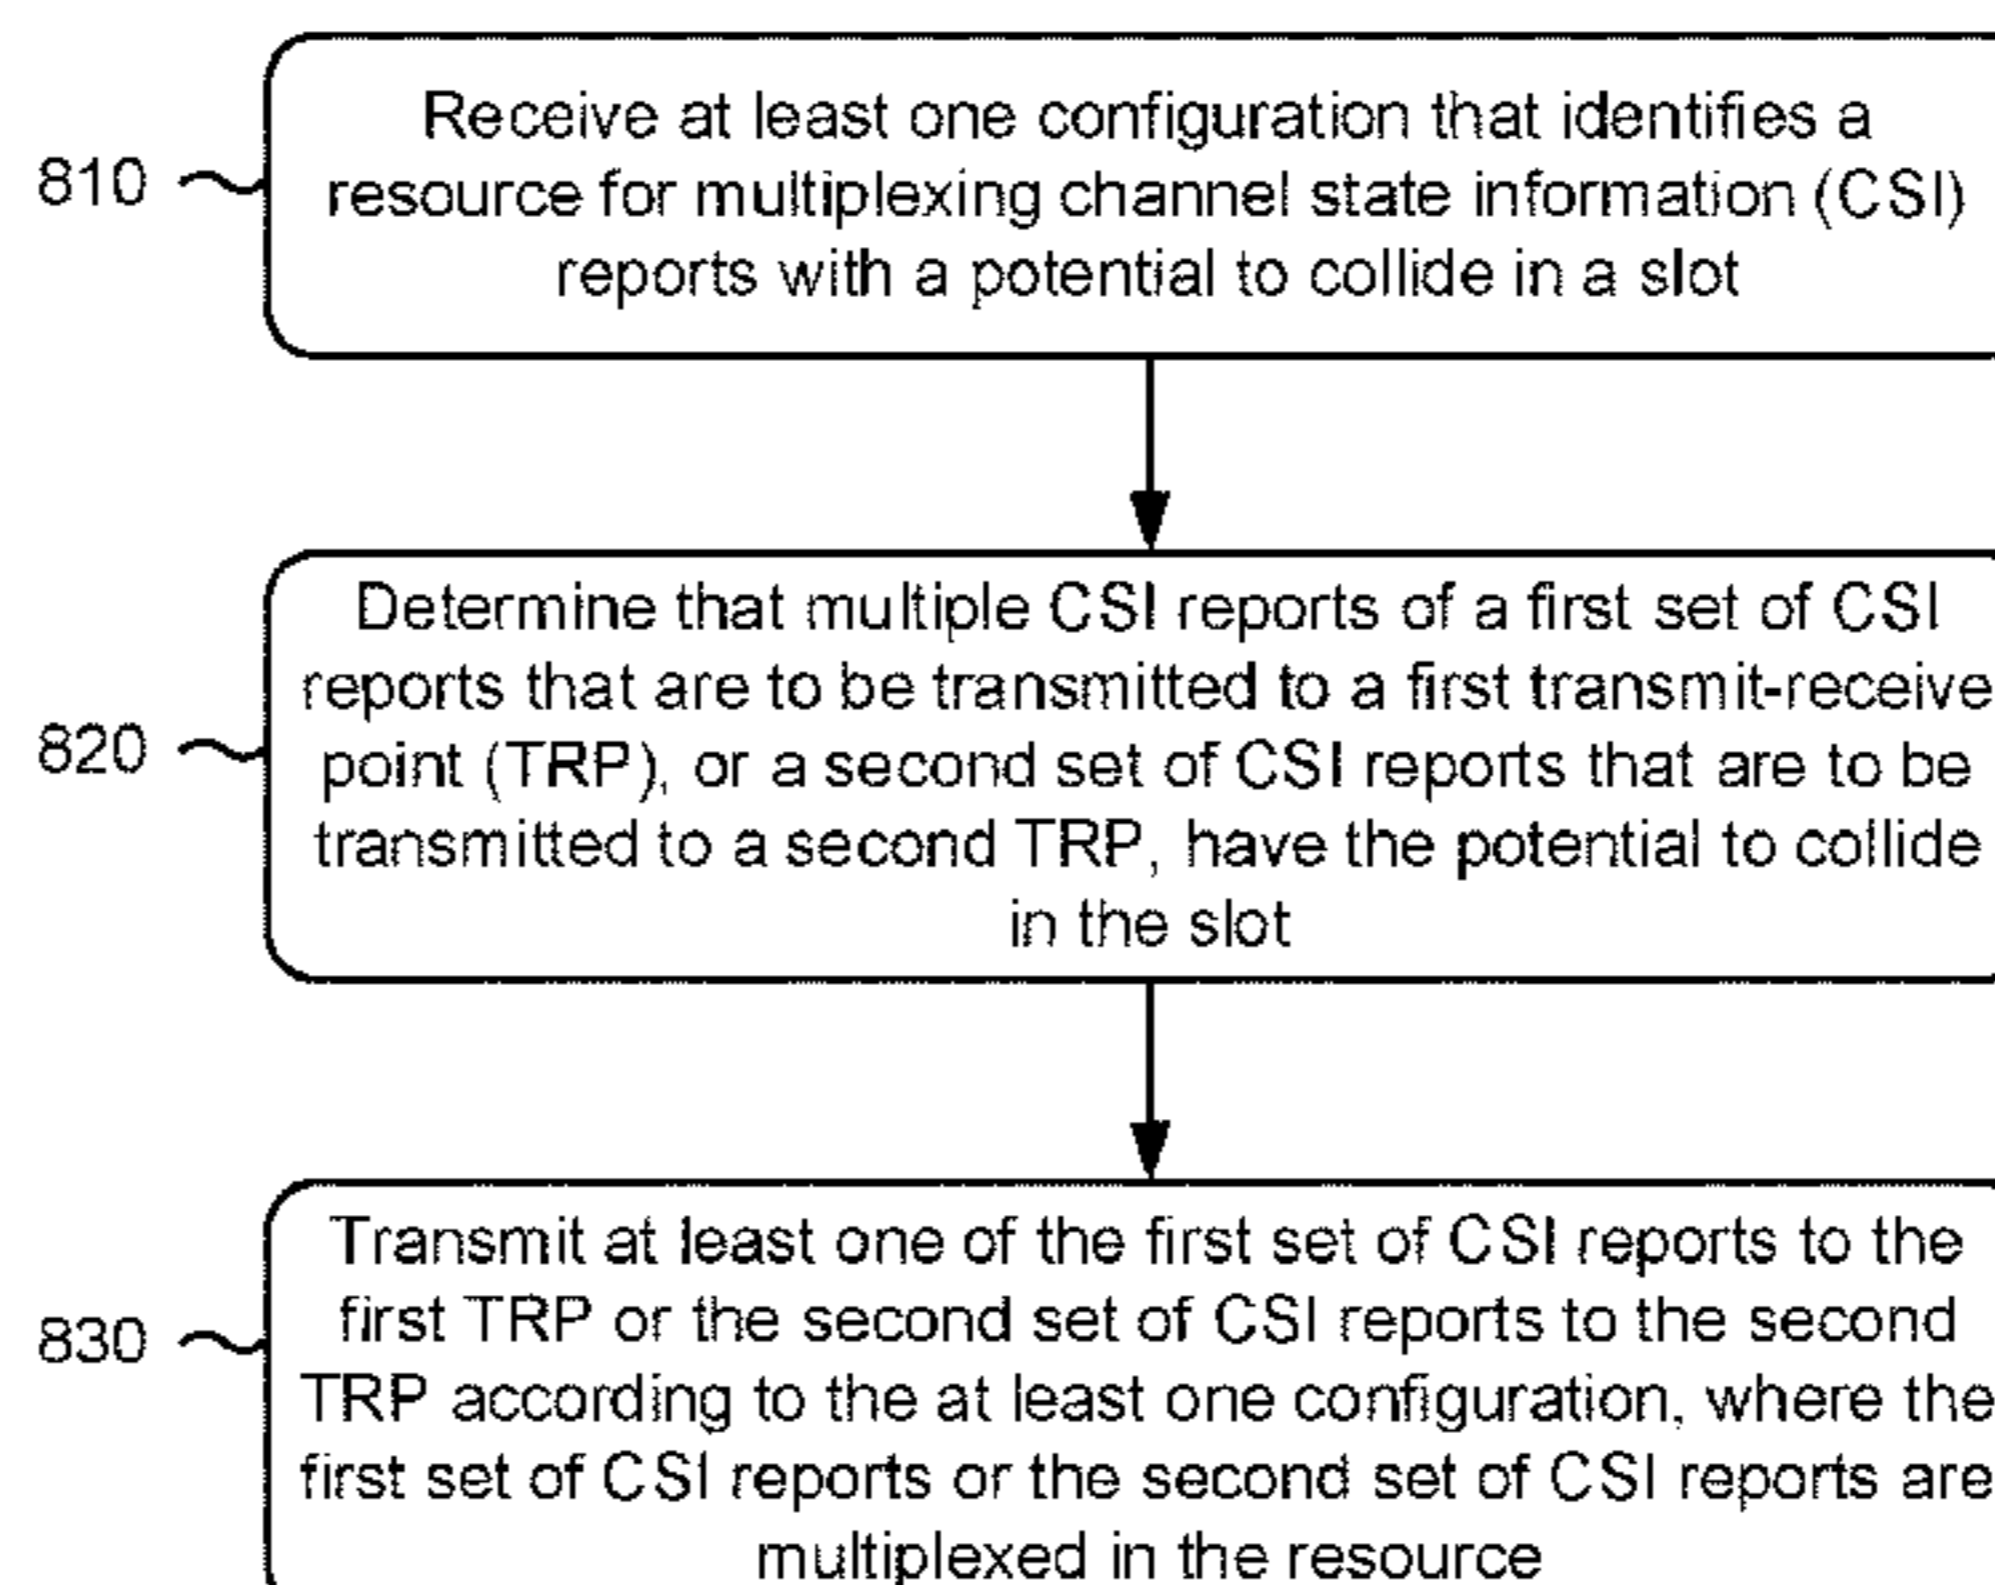 Receive at least one configuration that identifies a
810
resource for multiplexing channel state information (CSI)
reports with a potential to collide in a slot
Determine that multiple CSI reports of a first set of CSI
reports that are to be transmitted to a first transmit-receive
820
point (TRP), or a second set of CSI reports that are to be
transmitted to a second TRP, have the potential to collide
in the slot
Transmit at least one of the first set of CSI reports to the
830
first TRP or the second set of CSI reports to the second
TRP according to the at least one configuration, where the
first set of CSI reports or the second set of CSI reports are
multiplexed in the resource